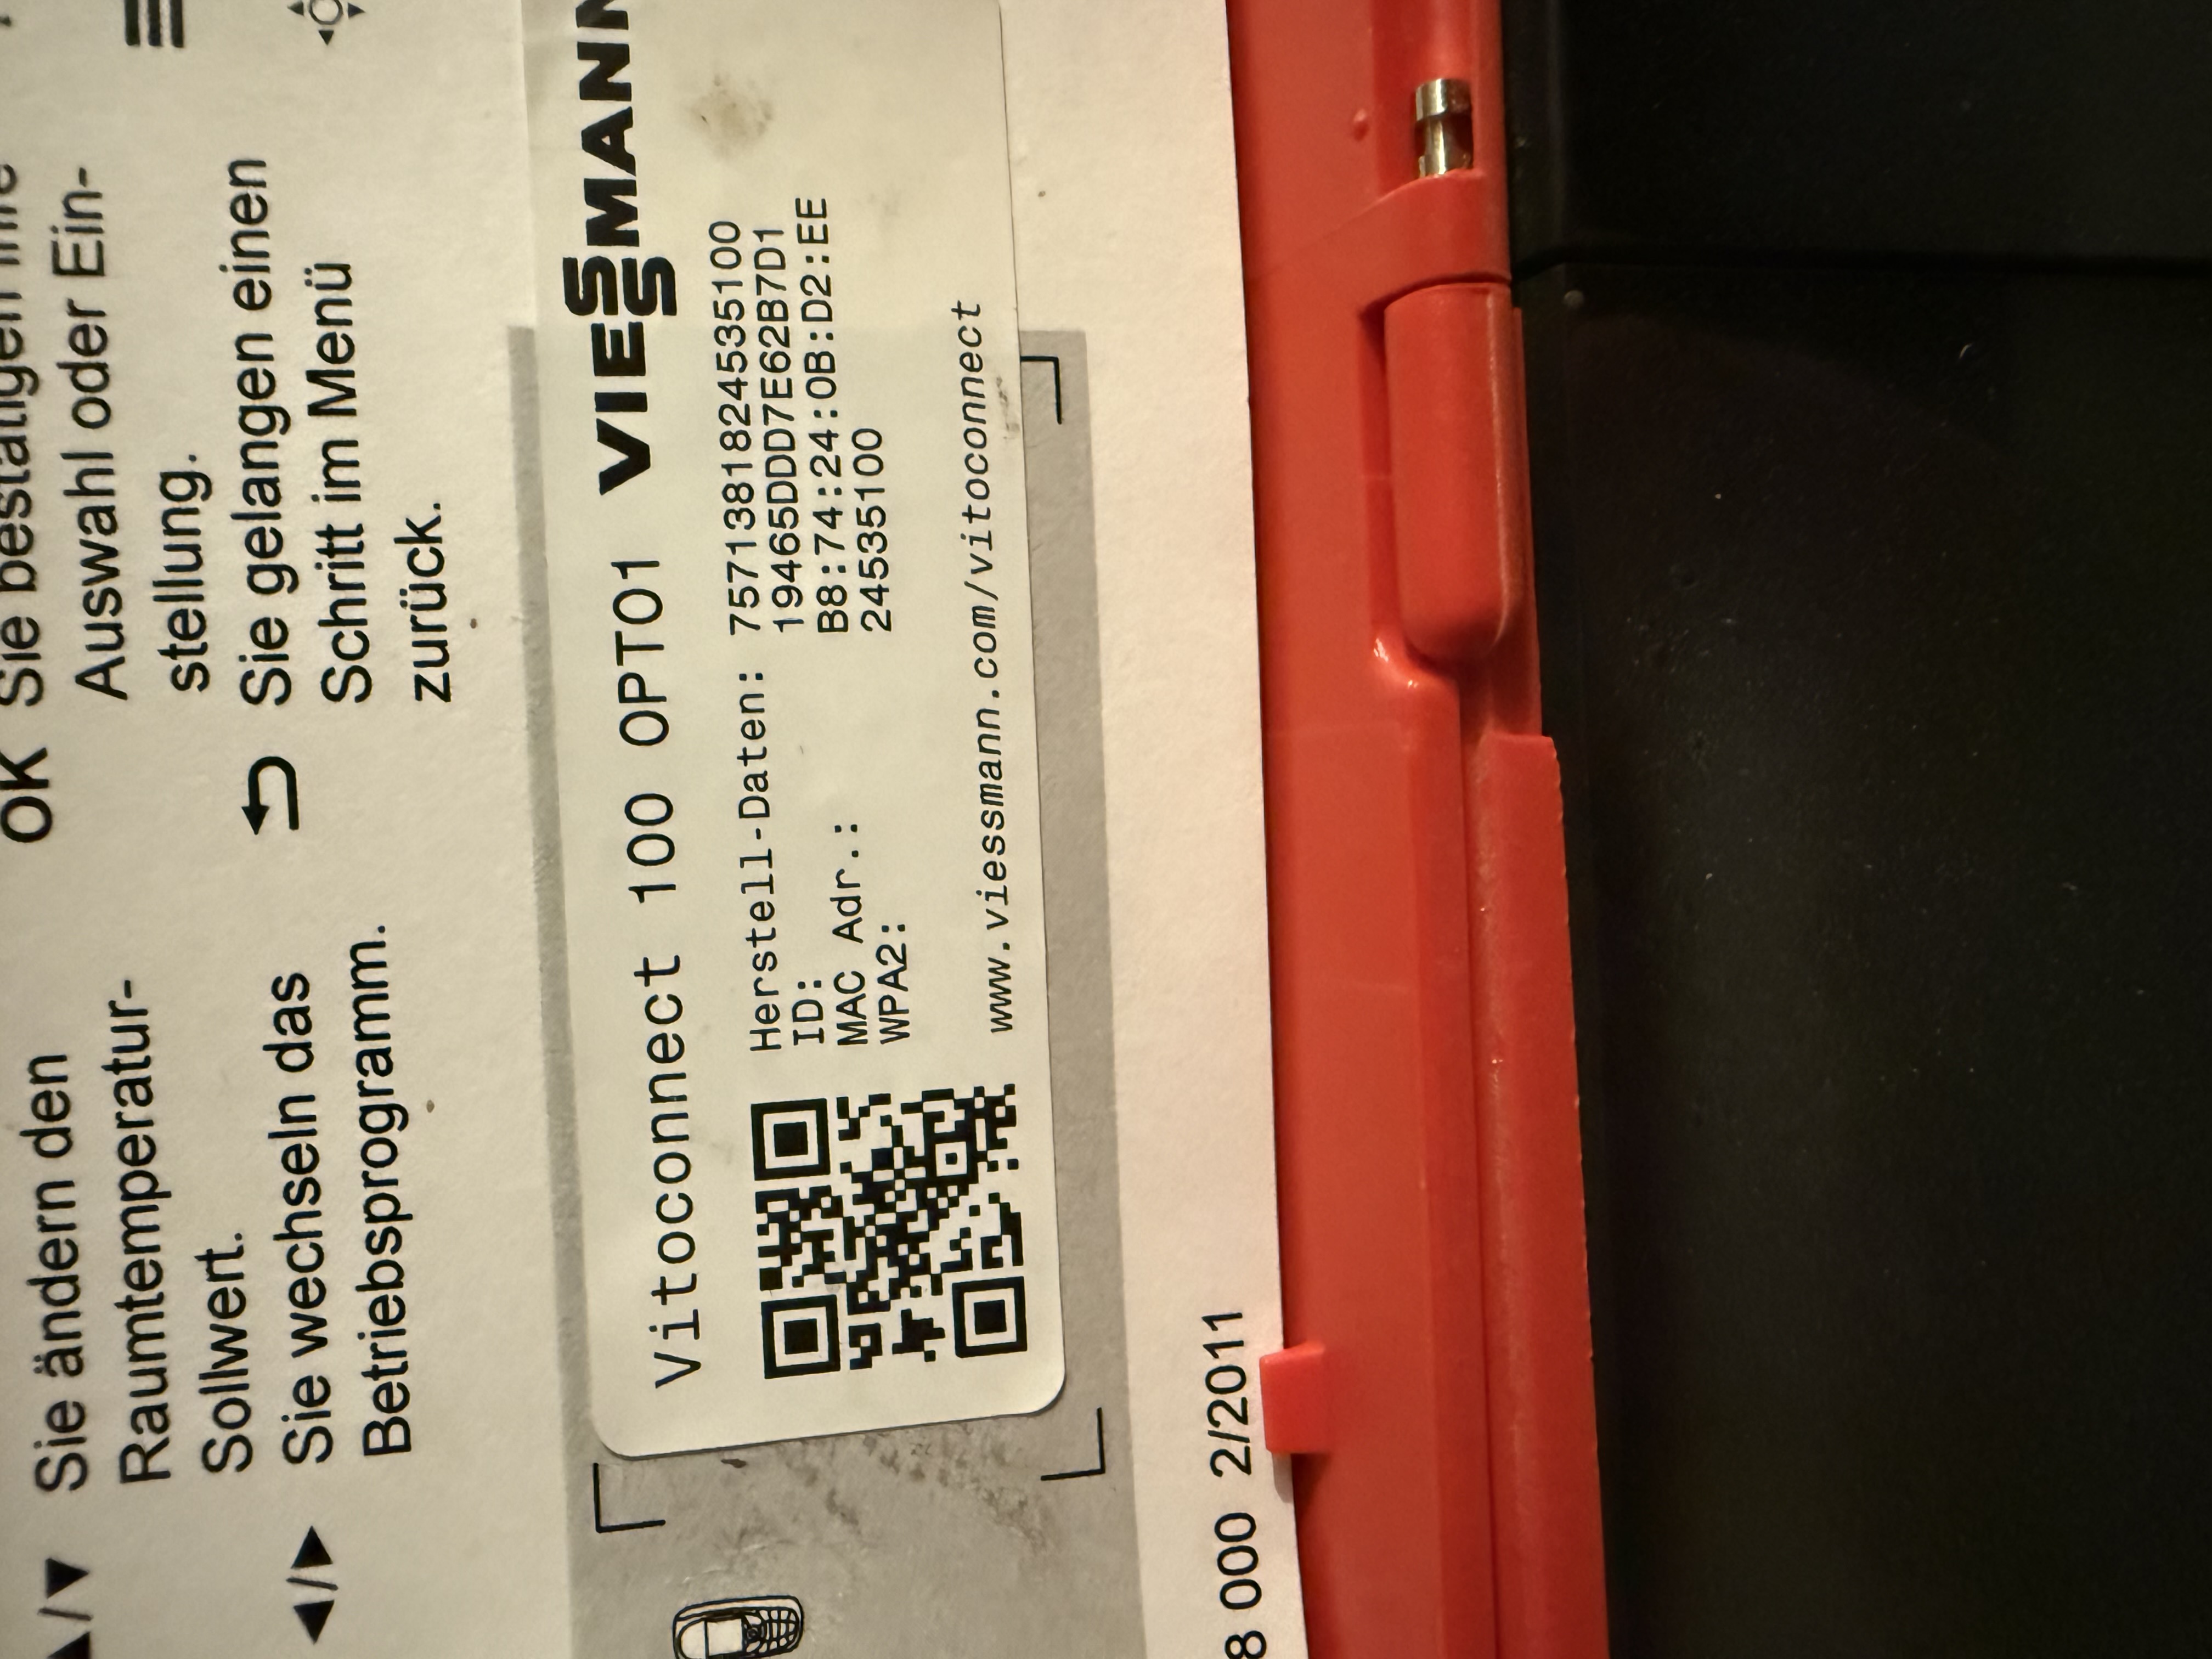 OK Sie bestätigen Ihre
Auswahl oder Ein-
stellung.
Sie gelangen einen
Schritt im Menü
zurück.
Sie ändern den
Raumtemperatur-
Sollwert.
Sie wechseln das
Betriebsprogramm.
Vitoconnect 100 OPTO1 VIESSMANN
Herstell-Daten: 7571381824535100
ID: 19465DDD7E62B7D1
MAC Adr.: B8:74:24:0B:D2:EE
WPA2: 24535100
www.viessmann.com/vitoconnect
8 000 2/2011